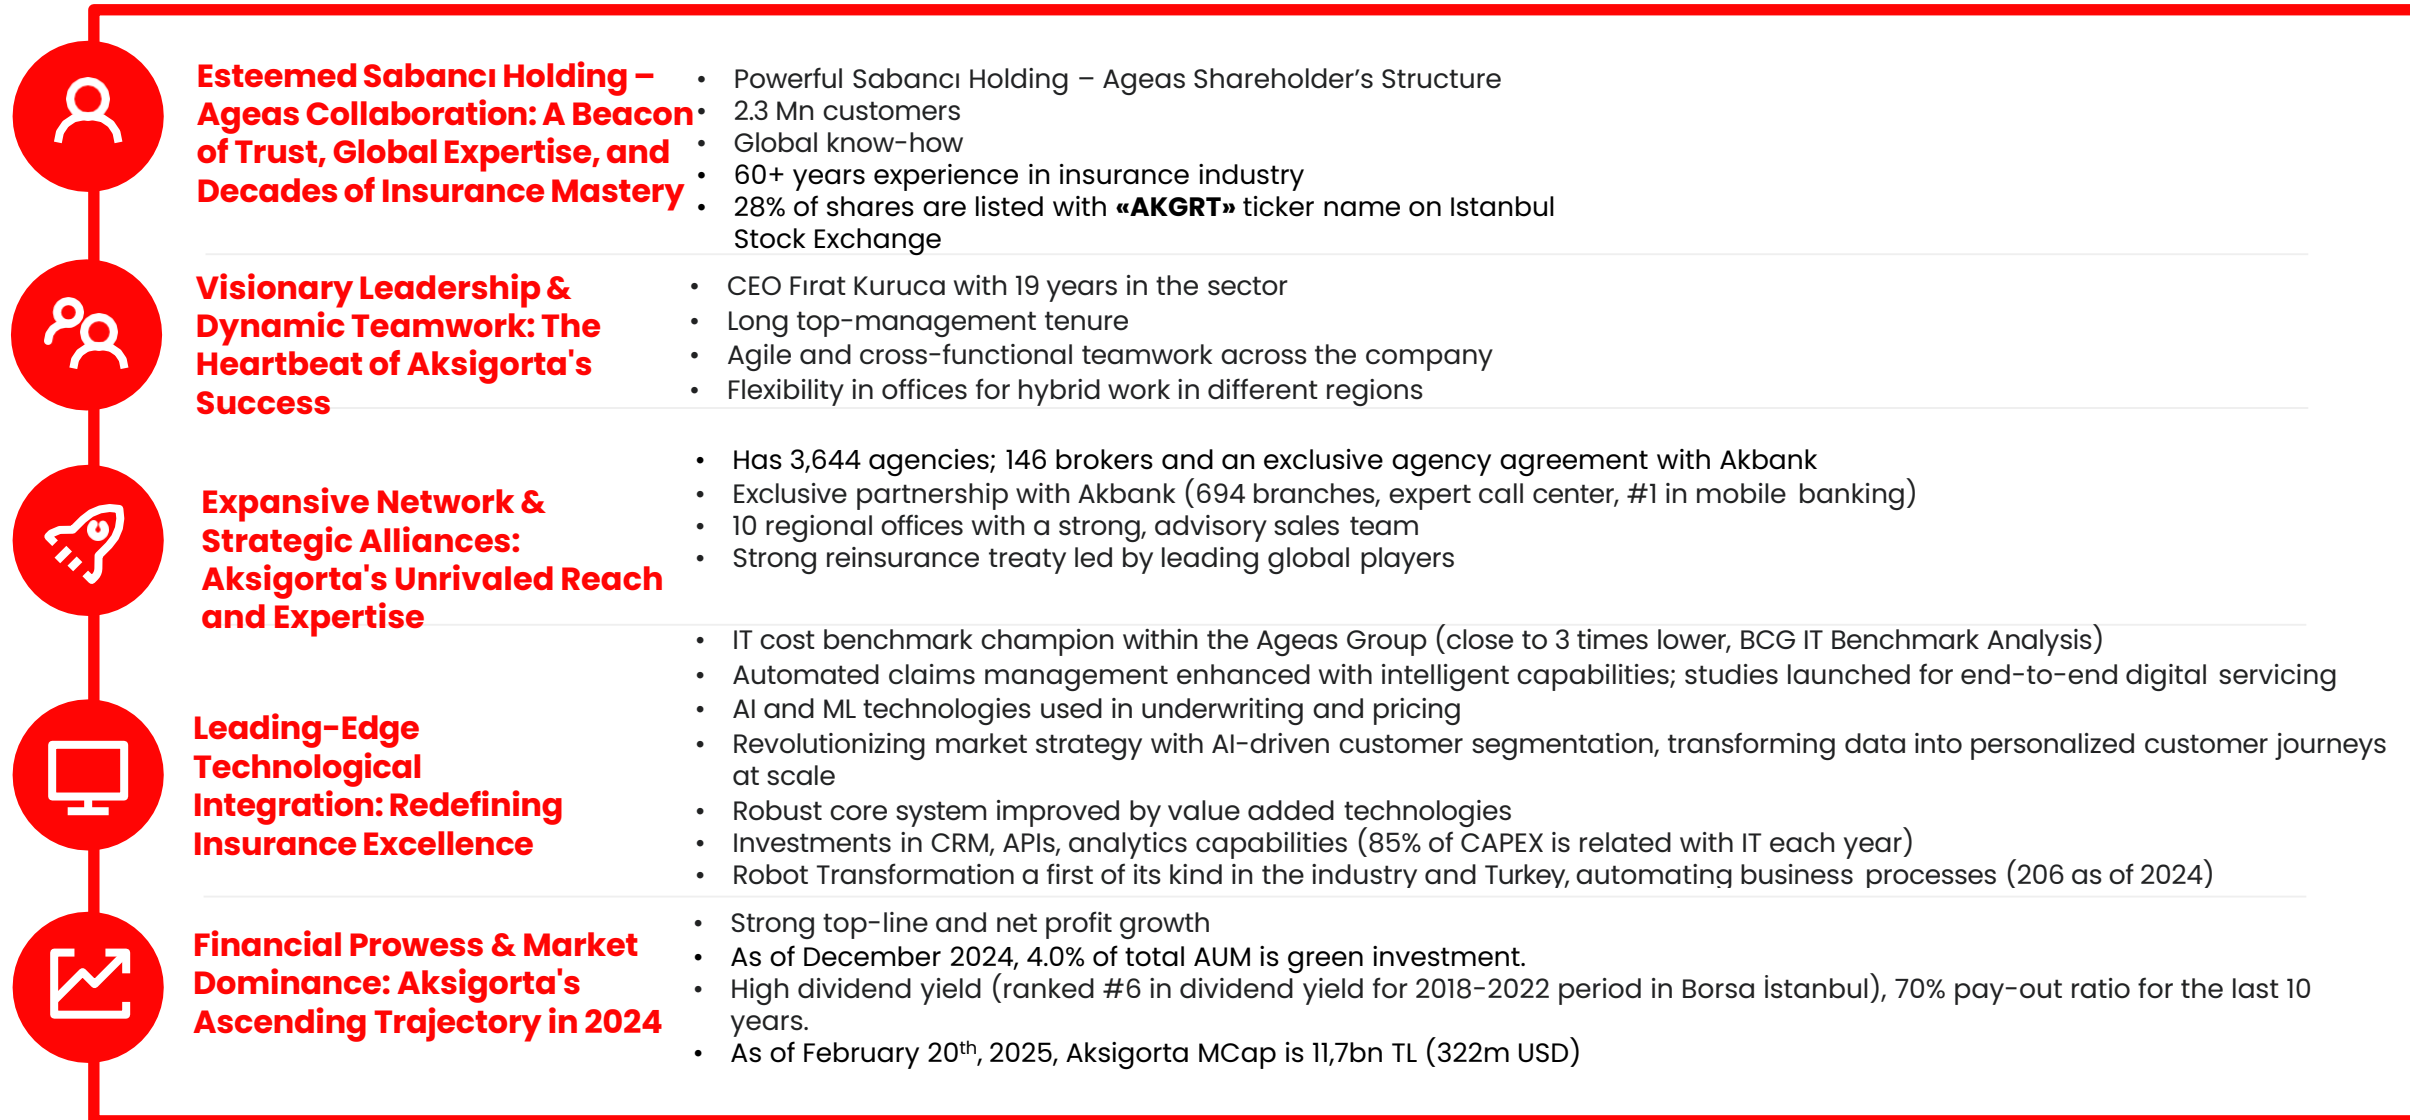 Esteemed Sabancı Holding –
Ageas Collaboration: A Beacon
of Trust, Global Expertise, and
Decades of Insurance Mastery
• Powerful Sabancı Holding – Ageas Shareholder’s Structure
• 2.3 Mn customers
• Global know-how
• 60+ years experience in insurance industry
• 28% of shares are listed with «AKGRT» ticker name on Istanbul
Stock Exchange
Visionary Leadership &
Dynamic Teamwork: The
Heartbeat of Aksigorta's
Success
• CEO Fırat Kuruca with 19 years in the sector
• Long top-management tenure
• Agile and cross-functional teamwork across the company
• Flexibility in offices for hybrid work in different regions
Expansive Network &
Strategic Alliances:
Aksigorta's Unrivaled Reach
and Expertise
• Has 3,644 agencies; 146 brokers and an exclusive agency agreement with Akbank
• Exclusive partnership with Akbank (694 branches, expert call center, #1 in mobile banking)
• 10 regional offices with a strong, advisory sales team
• Strong reinsurance treaty led by leading global players
Leading-Edge
Technological
Integration: Redefining
Insurance Excellence
• IT cost benchmark champion within the Ageas Group (close to 3 times lower, BCG IT Benchmark Analysis)
• Automated claims management enhanced with intelligent capabilities; studies launched for end-to-end digital servicing
• AI and ML technologies used in underwriting and pricing
• Revolutionizing market strategy with AI-driven customer segmentation, transforming data into personalized customer journeys
at scale
• Robust core system improved by value added technologies
• Investments in CRM, APIs, analytics capabilities (85% of CAPEX is related with IT each year)
• Robot Transformation a first of its kind in the industry and Turkey, automating business processes (206 as of 2024)
Financial Prowess & Market
Dominance: Aksigorta's
Ascending Trajectory in 2024
• Strong top-line and net profit growth
• As of December 2024, 4.0% of total AUM is green investment.
• High dividend yield (ranked #6 in dividend yield for 2018-2022 period in Borsa İstanbul), 70% pay-out ratio for the last 10
years.
• As of February 20th, 2025, Aksigorta MCap is 11,7bn TL (322m USD)